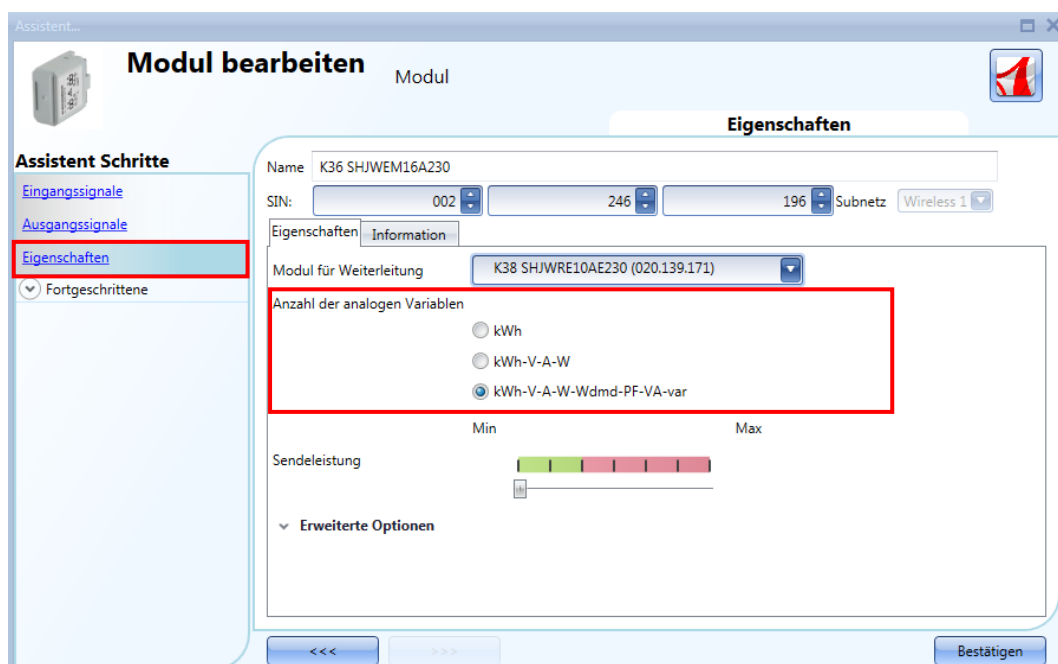 Assistent...
Modul bearbeiten Modul
Eigenschaften
Assistent Schritte
Eingangssignale
Ausgangssignale
Eigenschaften
Fortgeschrittene
Name K36 SHJWEM16A230
SIN: 002 246 196 Subnetz Wireless 1
Eigenschaften Information
Modul für Weiterleitung K38 SHJWRE10AE230 (020.139.171)
Anzahl der analogen Variablen
kWh
kWh-V-A-W
kWh-V-A-W-Wdmd-PF-VA-var
Min Max
Sendeleistung
Erweiterte Optionen
<<< >>> Bestätigen